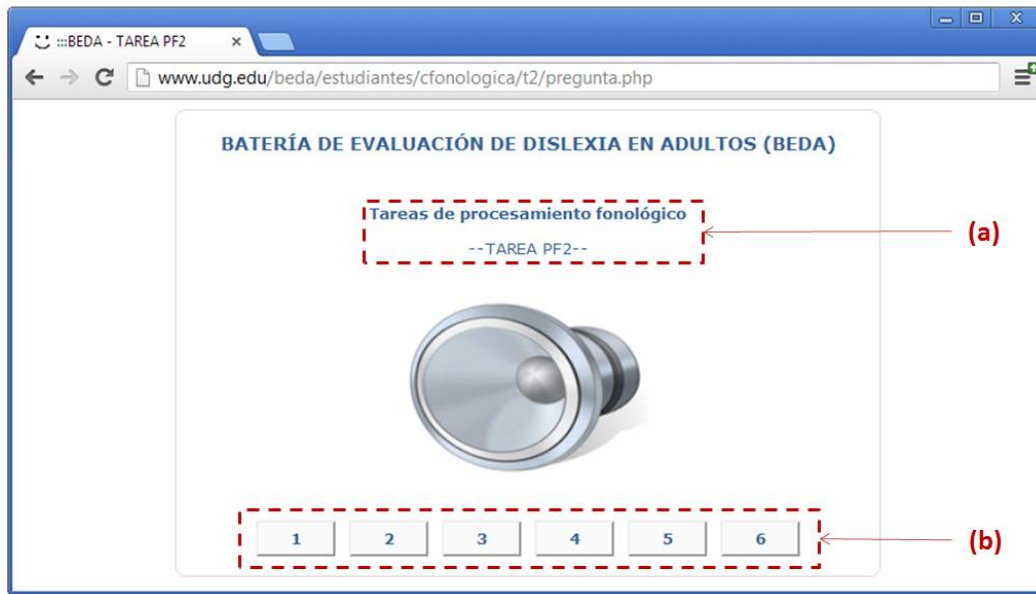 :::BEDA - TAREA PF2
www.udg.edu/beda/estudiantes/cfonologica/t2/pregunta.php
BATERÍA DE EVALUACIÓN DE DISLEXIA EN ADULTOS (BEDA)
Tareas de procesamiento fonológico
--TAREA PF2--
(a)
1 2 3 4 5 6
(b)